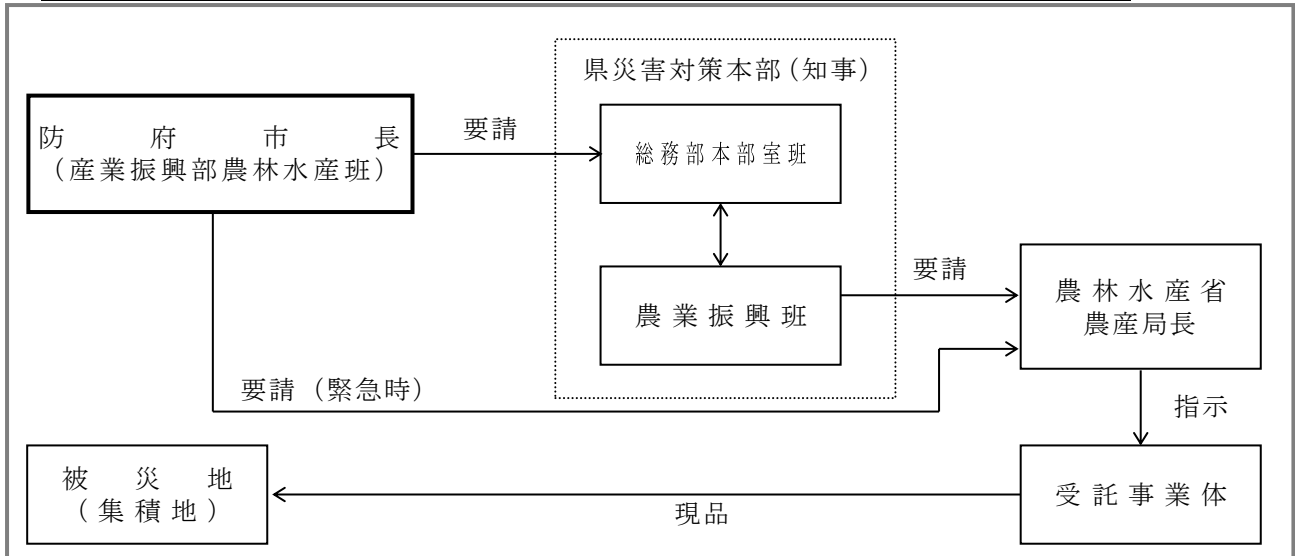 県災害対策本部（知事）
防府市長
（産業振興部農林水産班）
要請
総務部本部室班
農業振興班
要請
農林水産省
農産局長
要請（緊急時）
指示
被災地
（集積地）
現品
受託事業体